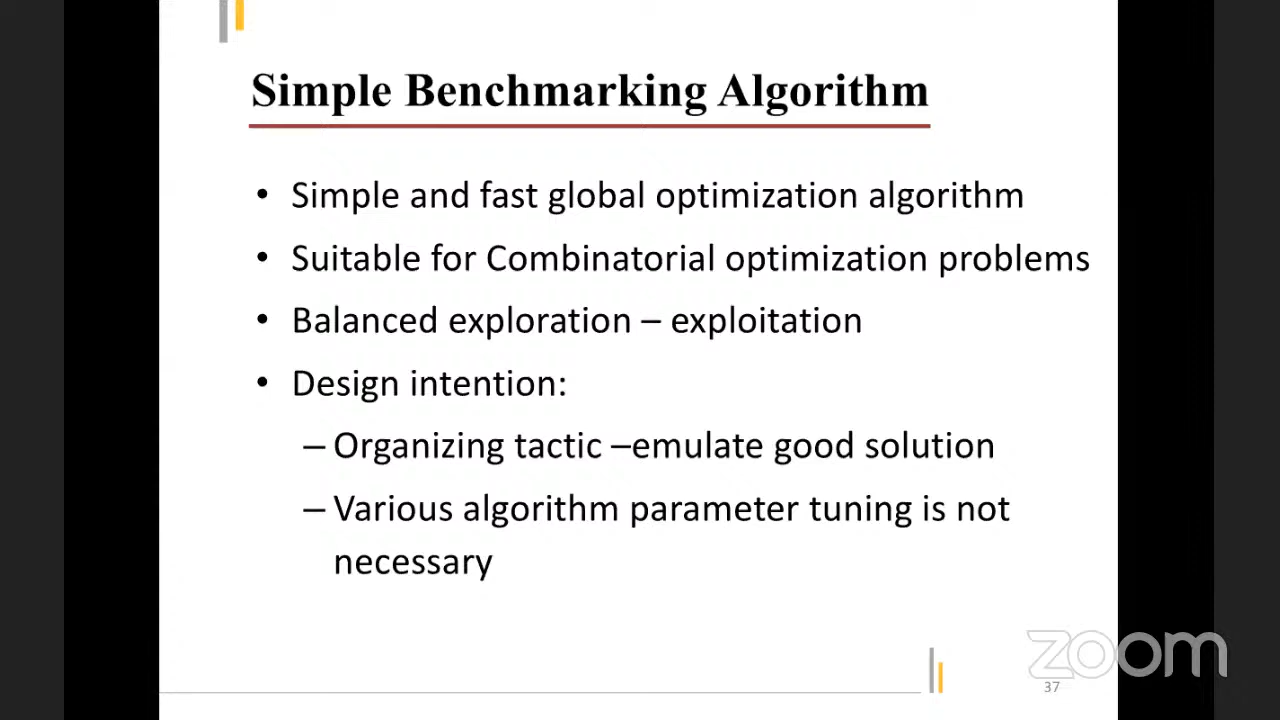 Simple Benchmarking Algorithm
• Simple and fast global optimization algorithm
• Suitable for Combinatorial optimization problems
• Balanced exploration – exploitation
• Design intention:
– Organizing tactic –emulate good solution
– Various algorithm parameter tuning is not
necessary
zoom
37